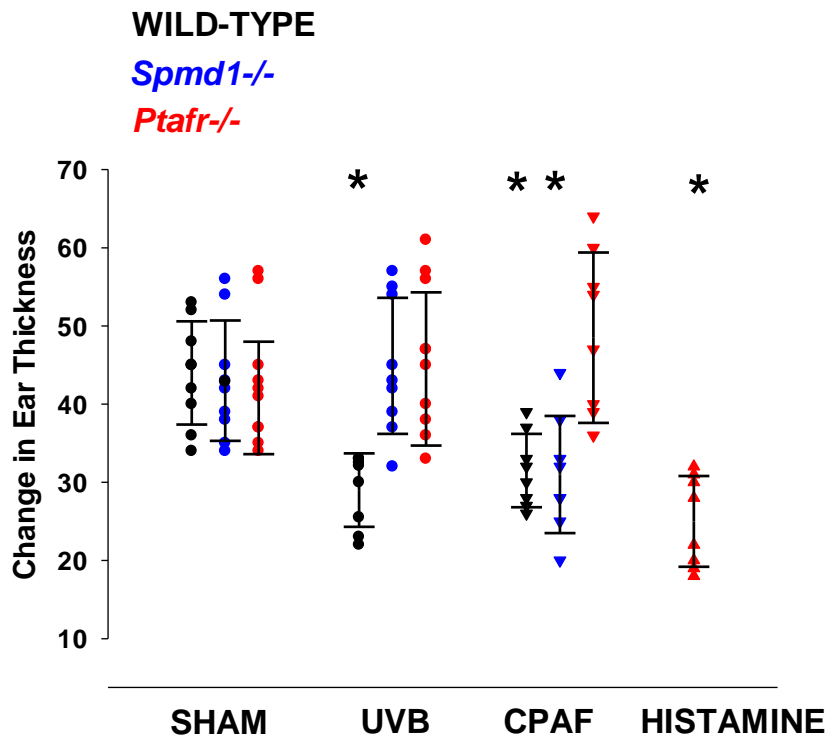 WILD-TYPE
Spmd1-/-
Ptafr-/-
Change in Ear Thickness
70
60
50
40
30
20
10
*
* *
*
SHAM UVB CPAF HISTAMINE